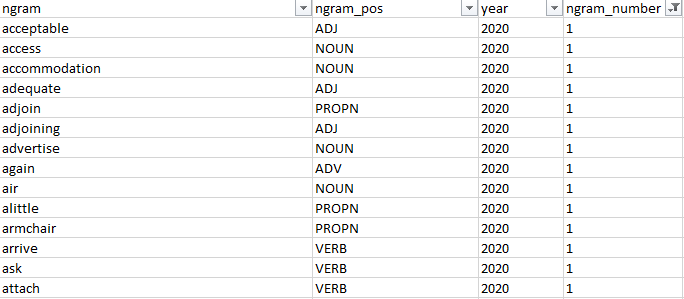 ngram ngram_pos year ngram_number
acceptable ADJ 2020 1
access NOUN 2020 1
accommodation NOUN 2020 1
adequate ADJ 2020 1
adjoin PROPN 2020 1
adjoining ADJ 2020 1
advertise NOUN 2020 1
again ADV 2020 1
air NOUN 2020 1
alittle PROPN 2020 1
armchair PROPN 2020 1
arrive VERB 2020 1
ask VERB 2020 1
attach VERB 2020 1